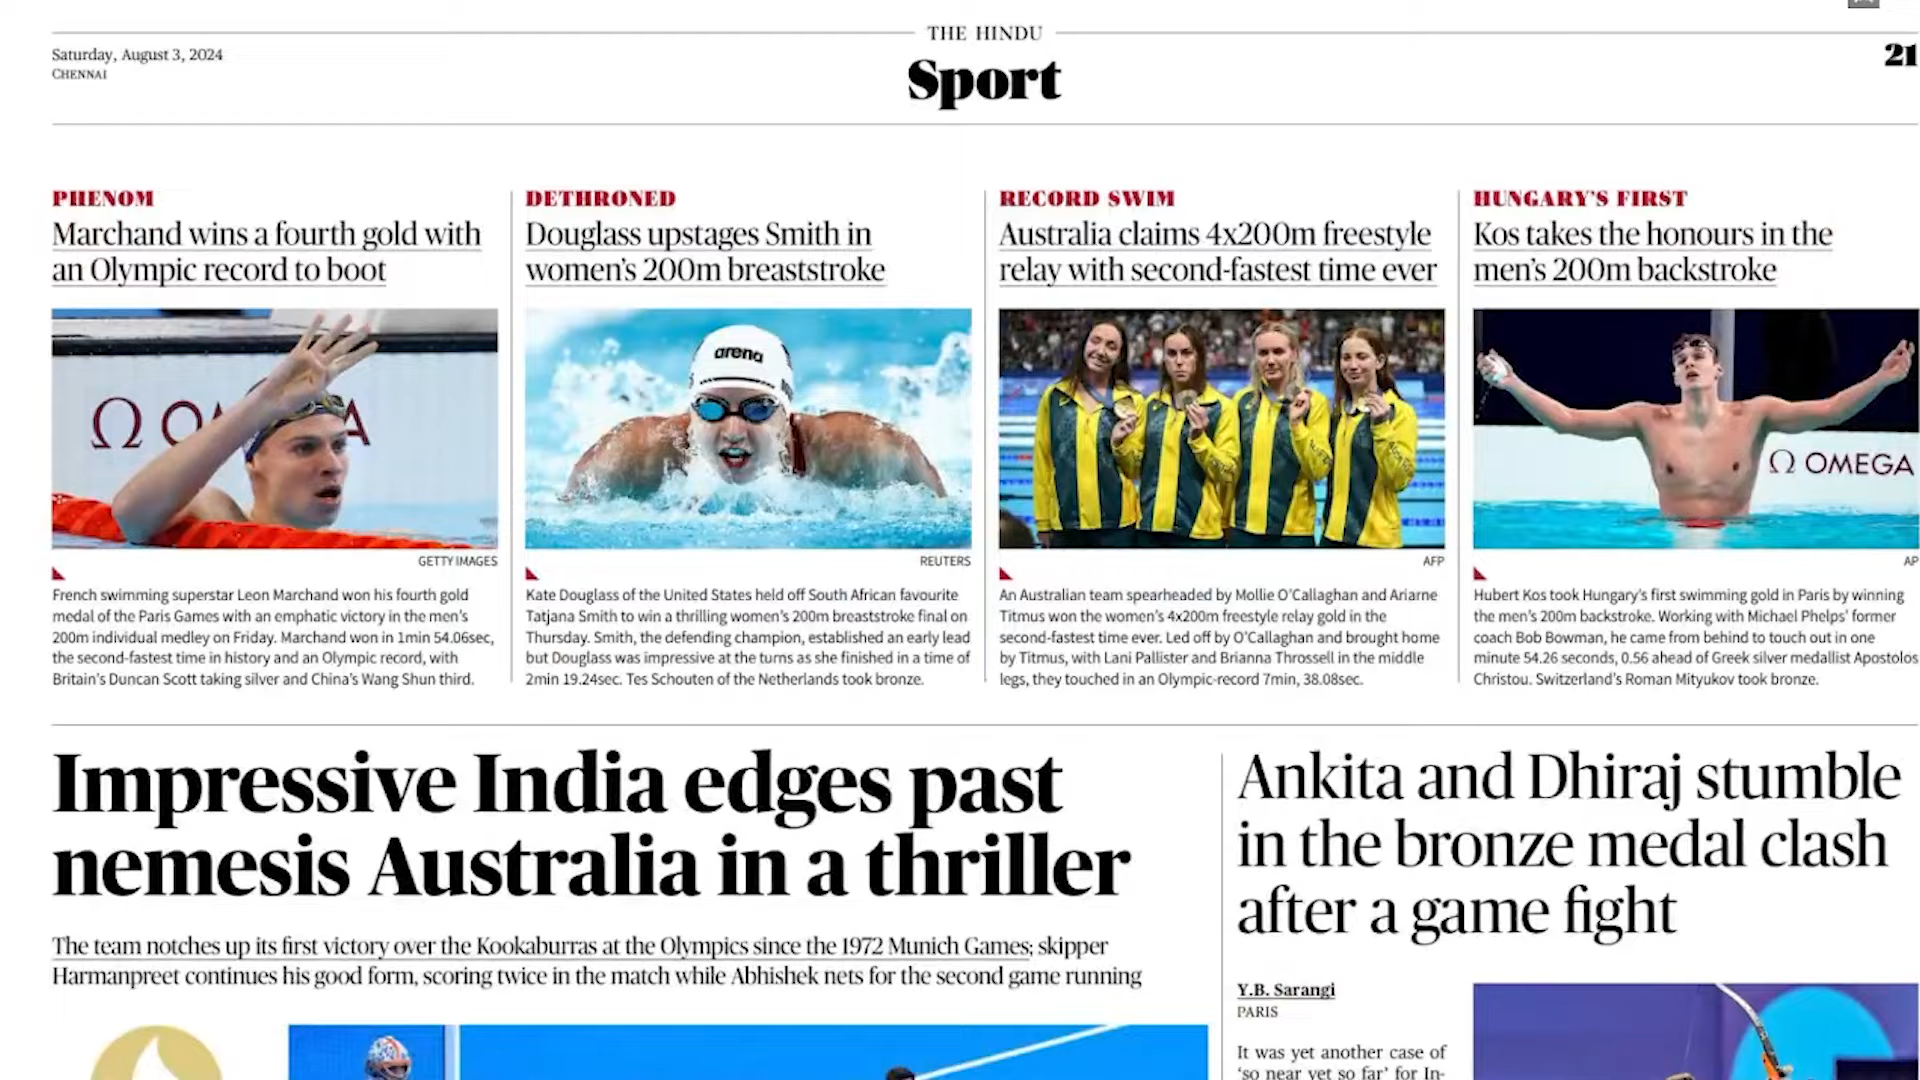 THE HINDU
Saturday, August 3, 2024
CHENNAI
Sport
21
PHENOM
Marchand wins a fourth gold with
an Olympic record to boot
GETTY IMAGES
French swimming superstar Leon Marchand won his fourth gold
medal of the Paris Games with an emphatic victory in the men's
200m individual medley on Friday. Marchand won in 1min 54.06sec,
the second-fastest time in history and an Olympic record, with
Britain's Duncan Scott taking silver and China's Wang Shun third.
DETHRONED
Douglass upstages Smith in
women's 200m breaststroke
arena
REUTERS
Kate Douglass of the United States held off South African favourite
Tatjana Smith to win a thrilling women's 200m breaststroke final on
Thursday. Smith, the defending champion, established an early lead
but Douglass was impressive at the turns as she finished in a time of
2min 19.24sec. Tes Schouten of the Netherlands took bronze.
RECORD SWIM
Australia claims 4x200m freestyle
relay with second-fastest time ever
AFP
An Australian team spearheaded by Mollie O'Callaghan and Ariarne
Titmus won the women's 4x200m freestyle relay gold in the
second-fastest time ever. Led off by O'Callaghan and brought home
by Titmus, with Lani Pallister and Brianna Throssell in the middle
legs, they touched in an Olympic-record 7min, 38.08sec.
HUNGARY'S FIRST
Kos takes the honours in the
men's 200m backstroke
Ω OMEGA
AP
Hubert Kos took Hungary's first swimming gold in Paris by winning
the men's 200m backstroke. Working with Michael Phelps' former
coach Bob Bowman, he came from behind to touch out in one
minute 54.26 seconds, 0.56 ahead of Greek silver medallist Apostolos
Christou. Switzerland's Roman Mityukov took bronze.
Impressive India edges past
nemesis Australia in a thriller
The team notches up its first victory over the Kookaburras at the Olympics since the 1972 Munich Games; skipper
Harmanpreet continues his good form, scoring twice in the match while Abhishek nets for the second game running
Ankita and Dhiraj stumble
in the bronze medal clash
after a game fight
Y.B. Sarangi
PARIS
It was yet another case of
'so near yet so far' for In-